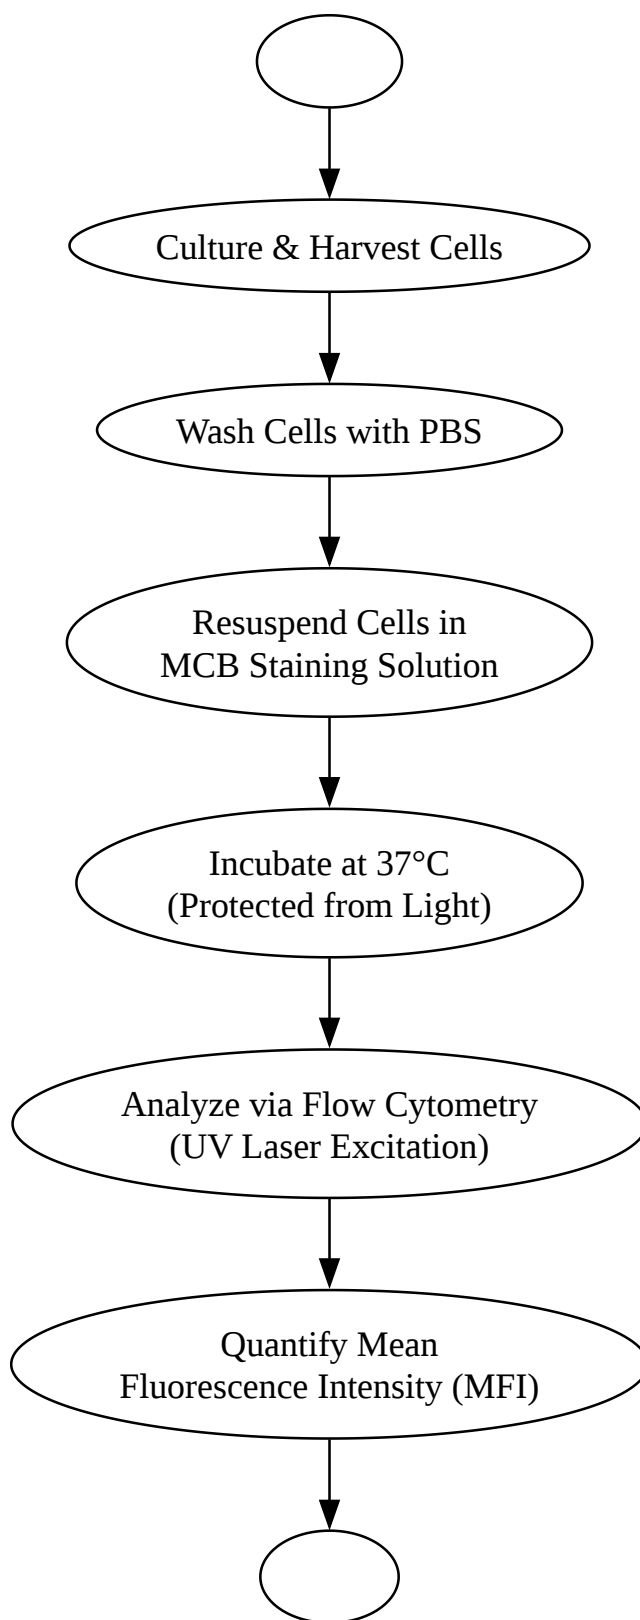 Culture & Harvest Cells
Wash Cells with PBS
Resuspend Cells in
MCB Staining Solution
Incubate at 37°C
(Protected from Light)
Analyze via Flow Cytometry
(UV Laser Excitation)
Quantify Mean
Fluorescence Intensity (MFI)